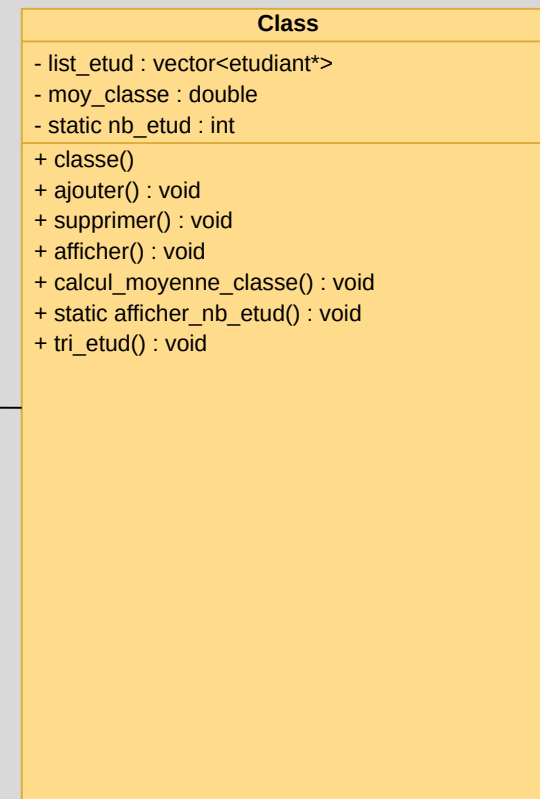 Class
- list_etud : vector<etudiant*>
- moy_classe : double
- static nb_etud : int
+ classe()
+ ajouter() : void
+ supprimer() : void
+ afficher() : void
+ calcul_moyenne_classe() : void
+ static afficher_nb_etud() : void
+ tri_etud() : void